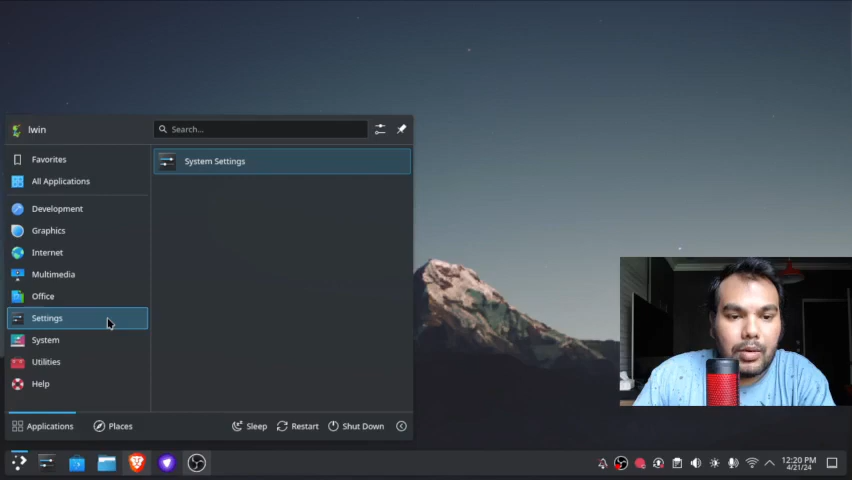 lwin
Search...
Favorites
All Applications
Development
Graphics
Internet
Multimedia
Office
Settings
System
Utilities
Help
System Settings
Applications
Places
Sleep
Restart
Shut Down
12:20 PM
4/21/24